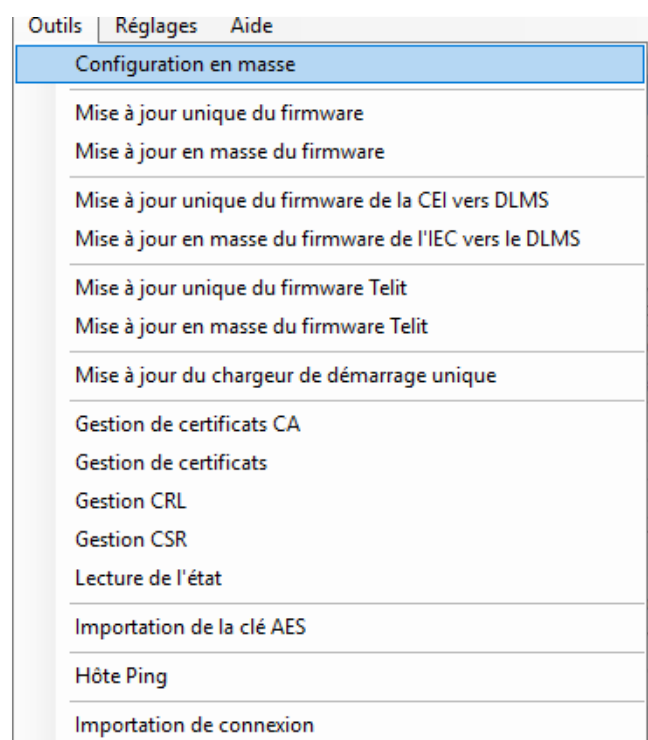 Outils Réglages Aide
Configuration en masse
Mise à jour unique du firmware
Mise à jour en masse du firmware
Mise à jour unique du firmware de la CEI vers DLMS
Mise à jour en masse du firmware de l'IEC vers le DLMS
Mise à jour unique du firmware Telit
Mise à jour en masse du firmware Telit
Mise à jour du chargeur de démarrage unique
Gestion de certificats CA
Gestion de certificats
Gestion CRL
Gestion CSR
Lecture de l'état
Importation de la clé AES
Hôte Ping
Importation de connexion